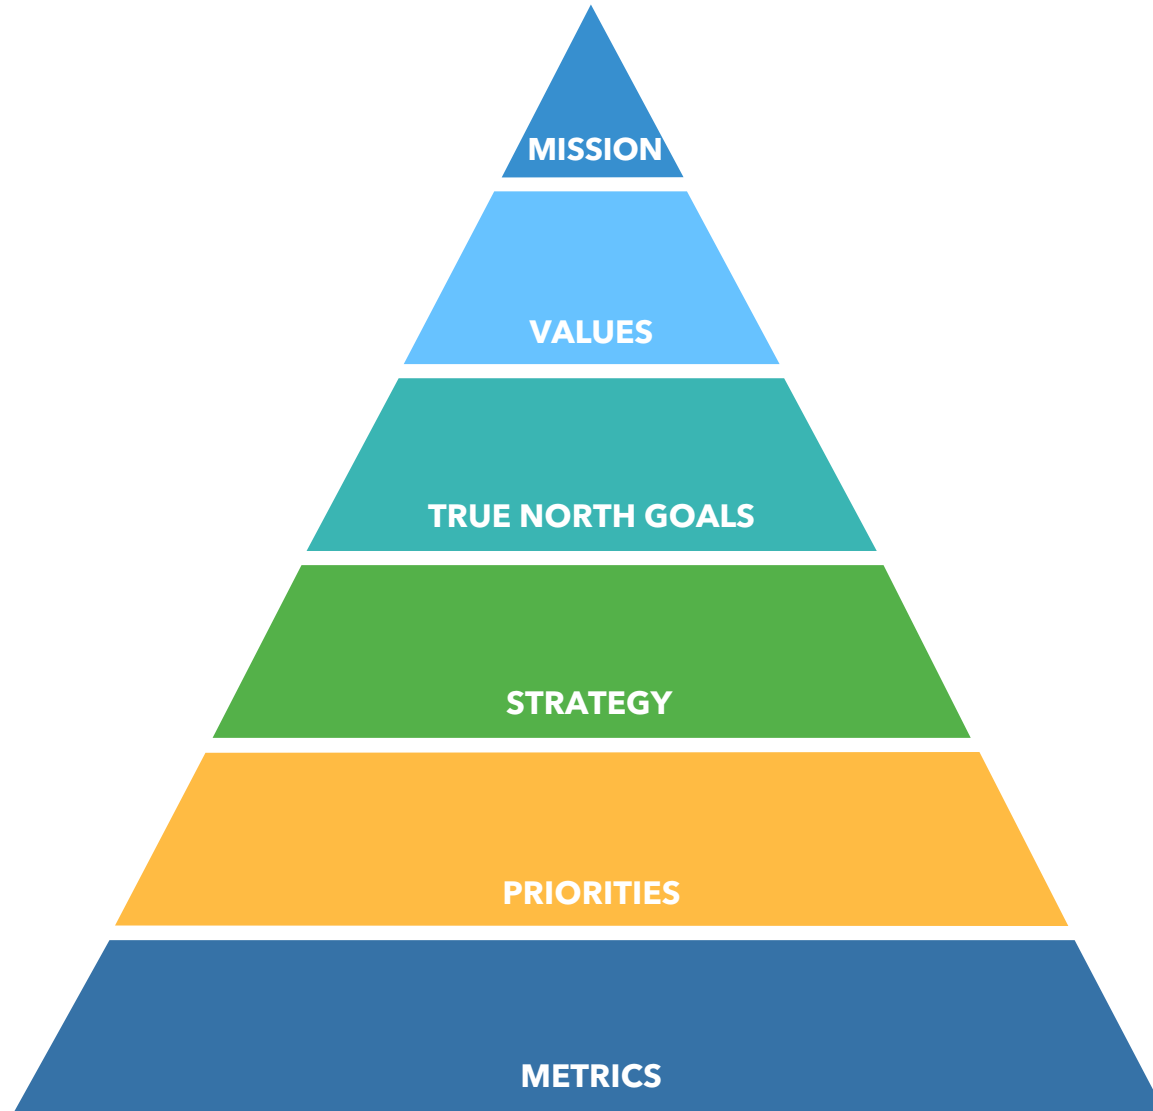 MISSION
VALUES
TRUE NORTH GOALS
STRATEGY
PRIORITIES
METRICS